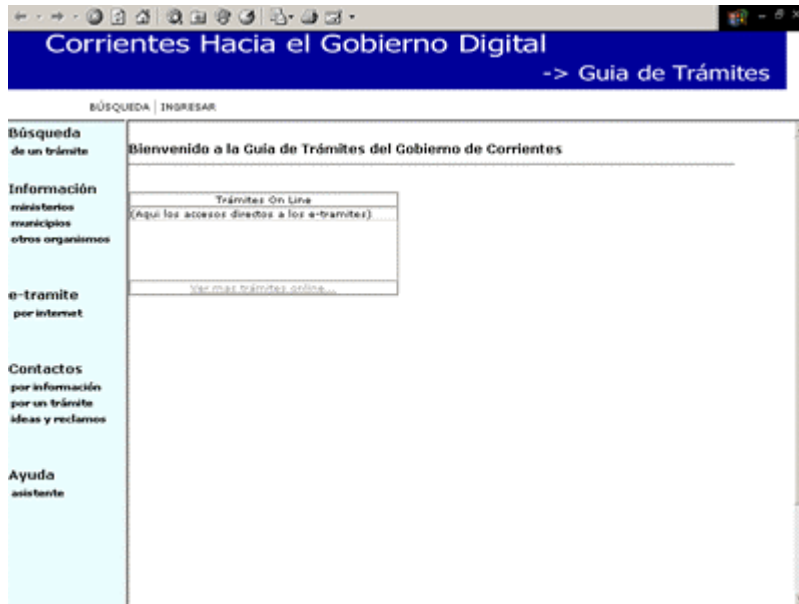 Corrientes Hacia el Gobierno Digital
-> Guia de Trámites
BÚSQUEDA | INGRESAR
Búsqueda
de un trámite
Información
ministerios
municipios
otros organismos
e-tramite
por internet
Contactos
por información
por un trámite
ideas y reclamos
Ayuda
asistente
Bienvenido a la Guia de Trámites del Gobierno de Corrientes
Trámites On Line
(Aqui los accesos directos a los e-tramites)
Ver mas trámites online...